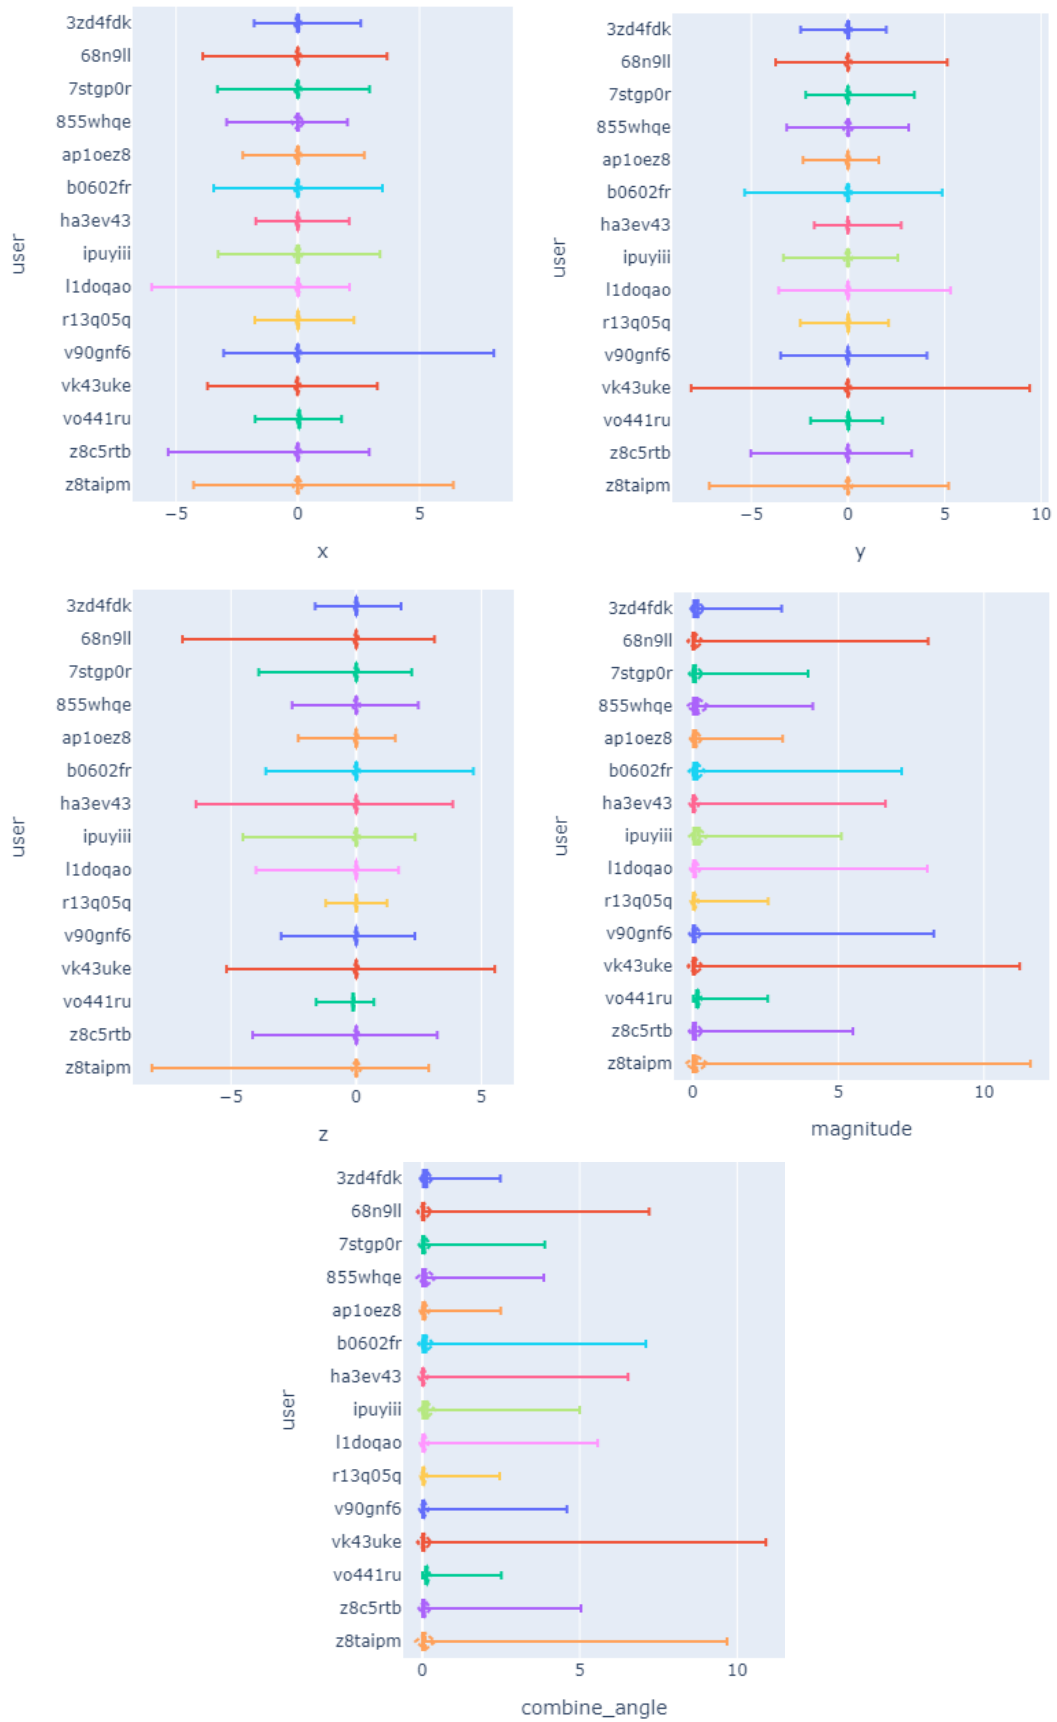 3zd4fdk
68n9ll
7stgp0r
855whqe
ap1oez8
b0602fr
ha3ev43
ipuyiii
l1doqao
r13q05q
v90gnf6
vk43uke
vo441ru
z8c5rtb
z8taipm
user
−5 0 5
x
3zd4fdk
68n9ll
7stgp0r
855whqe
ap1oez8
b0602fr
ha3ev43
ipuyiii
l1doqao
r13q05q
v90gnf6
vk43uke
vo441ru
z8c5rtb
z8taipm
user
−5 0 5 10
y
3zd4fdk
68n9ll
7stgp0r
855whqe
ap1oez8
b0602fr
ha3ev43
ipuyiii
l1doqao
r13q05q
v90gnf6
vk43uke
vo441ru
z8c5rtb
z8taipm
user
−5 0 5
z
3zd4fdk
68n9ll
7stgp0r
855whqe
ap1oez8
b0602fr
ha3ev43
ipuyiii
l1doqao
r13q05q
v90gnf6
vk43uke
vo441ru
z8c5rtb
z8taipm
user
0 5 10
magnitude
3zd4fdk
68n9ll
7stgp0r
855whqe
ap1oez8
b0602fr
ha3ev43
ipuyiii
l1doqao
r13q05q
v90gnf6
vk43uke
vo441ru
z8c5rtb
z8taipm
user
0 5 10
combine_angle